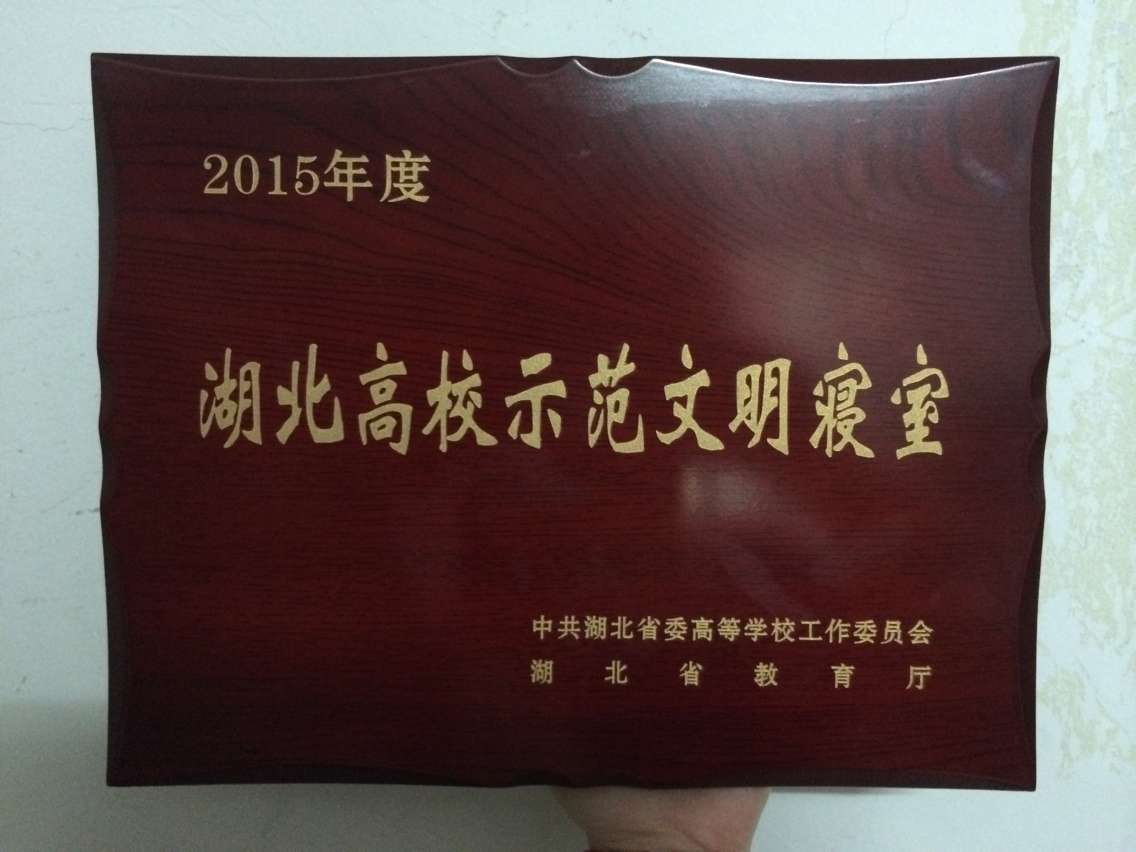 2015年度
湖北高校示范文明寝室
中共湖北省委高等学校工作委员会
湖北省教育厅